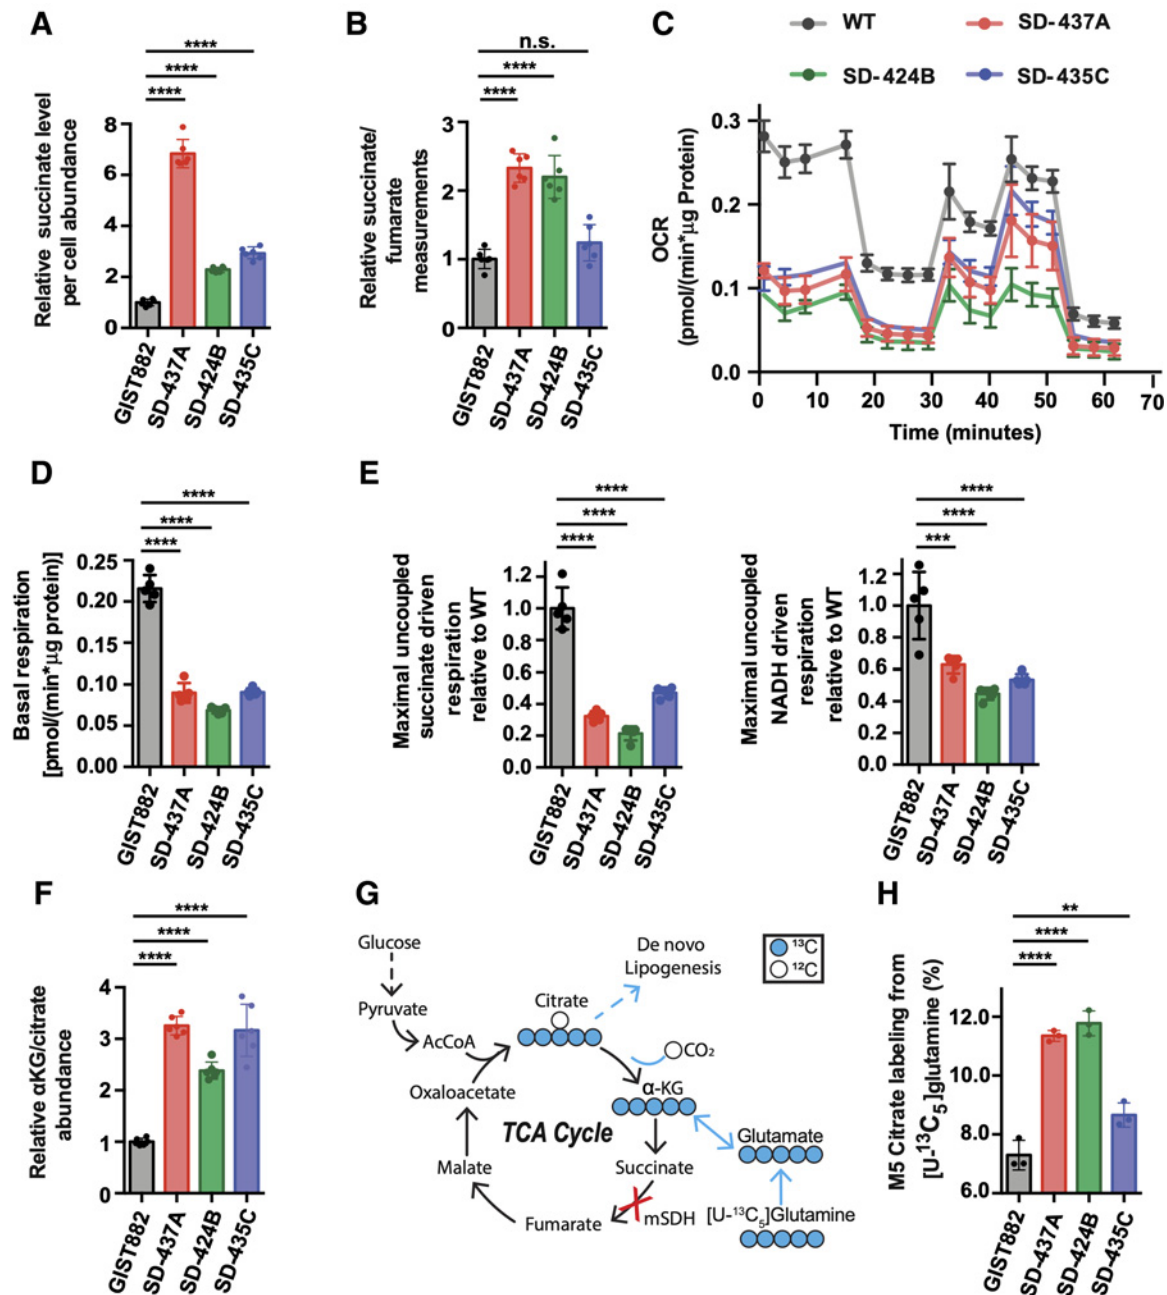 A
****
****
****
Relative succinate level
per cell abundance
8
6
4
2
0
GIST882
SD-437A
SD-424B
SD-435C
B
n.s.
****
****
Relative succinate/
fumarate
measurements
3
2
1
0
GIST882
SD-437A
SD-424B
SD-435C
C
WT
SD-437A
SD-424B
SD-435C
OCR
(pmol/(min*µg Protein)
0.3
0.2
0.1
0.0
0 10 20 30 40 50 60 70
Time (minutes)
D
****
****
****
Basal respiration
[pmol/(min*µg protein)]
0.25
0.20
0.15
0.10
0.05
0.00
GIST882
SD-437A
SD-424B
SD-435C
E
****
****
****
Maximal uncoupled
succinate driven
respiration
relative to WT
1.2
1.0
0.8
0.6
0.4
0.2
0.0
GIST882
SD-437A
SD-424B
SD-435C
****
****
***
Maximal uncoupled
NADH driven
respiration
relative to WT
1.2
1.0
0.8
0.6
0.4
0.2
0.0
GIST882
SD-437A
SD-424B
SD-435C
F
****
****
****
Relative αKG/citrate
abundance
4
3
2
1
0
GIST882
SD-437A
SD-424B
SD-435C
G
Glucose
Pyruvate
AcCoA
Oxaloacetate
Malate
Fumarate
Citrate
De novo
Lipogenesis
¹³C
¹²C
CO₂
α-KG
TCA Cycle
Glutamate
Succinate
mSDH
[U-¹³C₅]Glutamine
H
**
****
****
M5 Citrate labeling from
[U-¹³C₅]glutamine (%)
12.0
10.0
8.0
6.0
GIST882
SD-437A
SD-424B
SD-435C